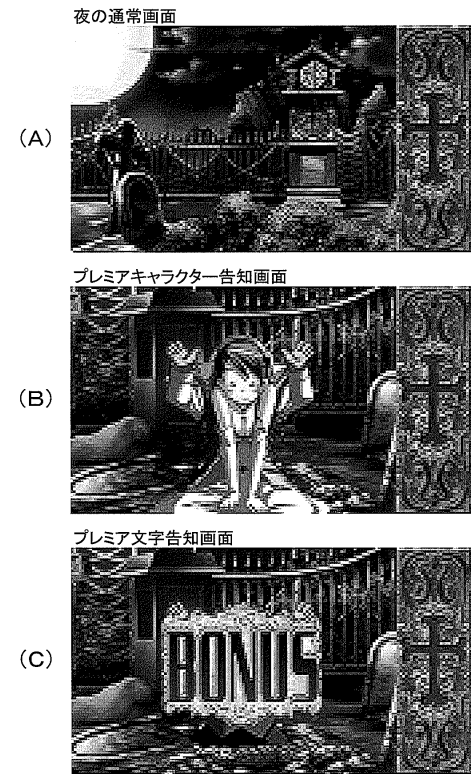 夜の通常画面
（A）
プレミアキャラクター告知画面
（B）
プレミア文字告知画面
（C）
BONUS